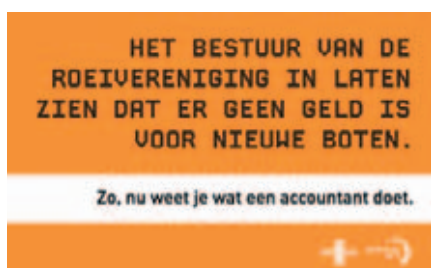 HET BESTUUR VAN DE
ROEIVERENIGING IN LATEN
ZIEN DAT ER GEEN GELD IS
VOOR NIEUWE BOTEN.
Zo, nu weet je wat een accountant doet.